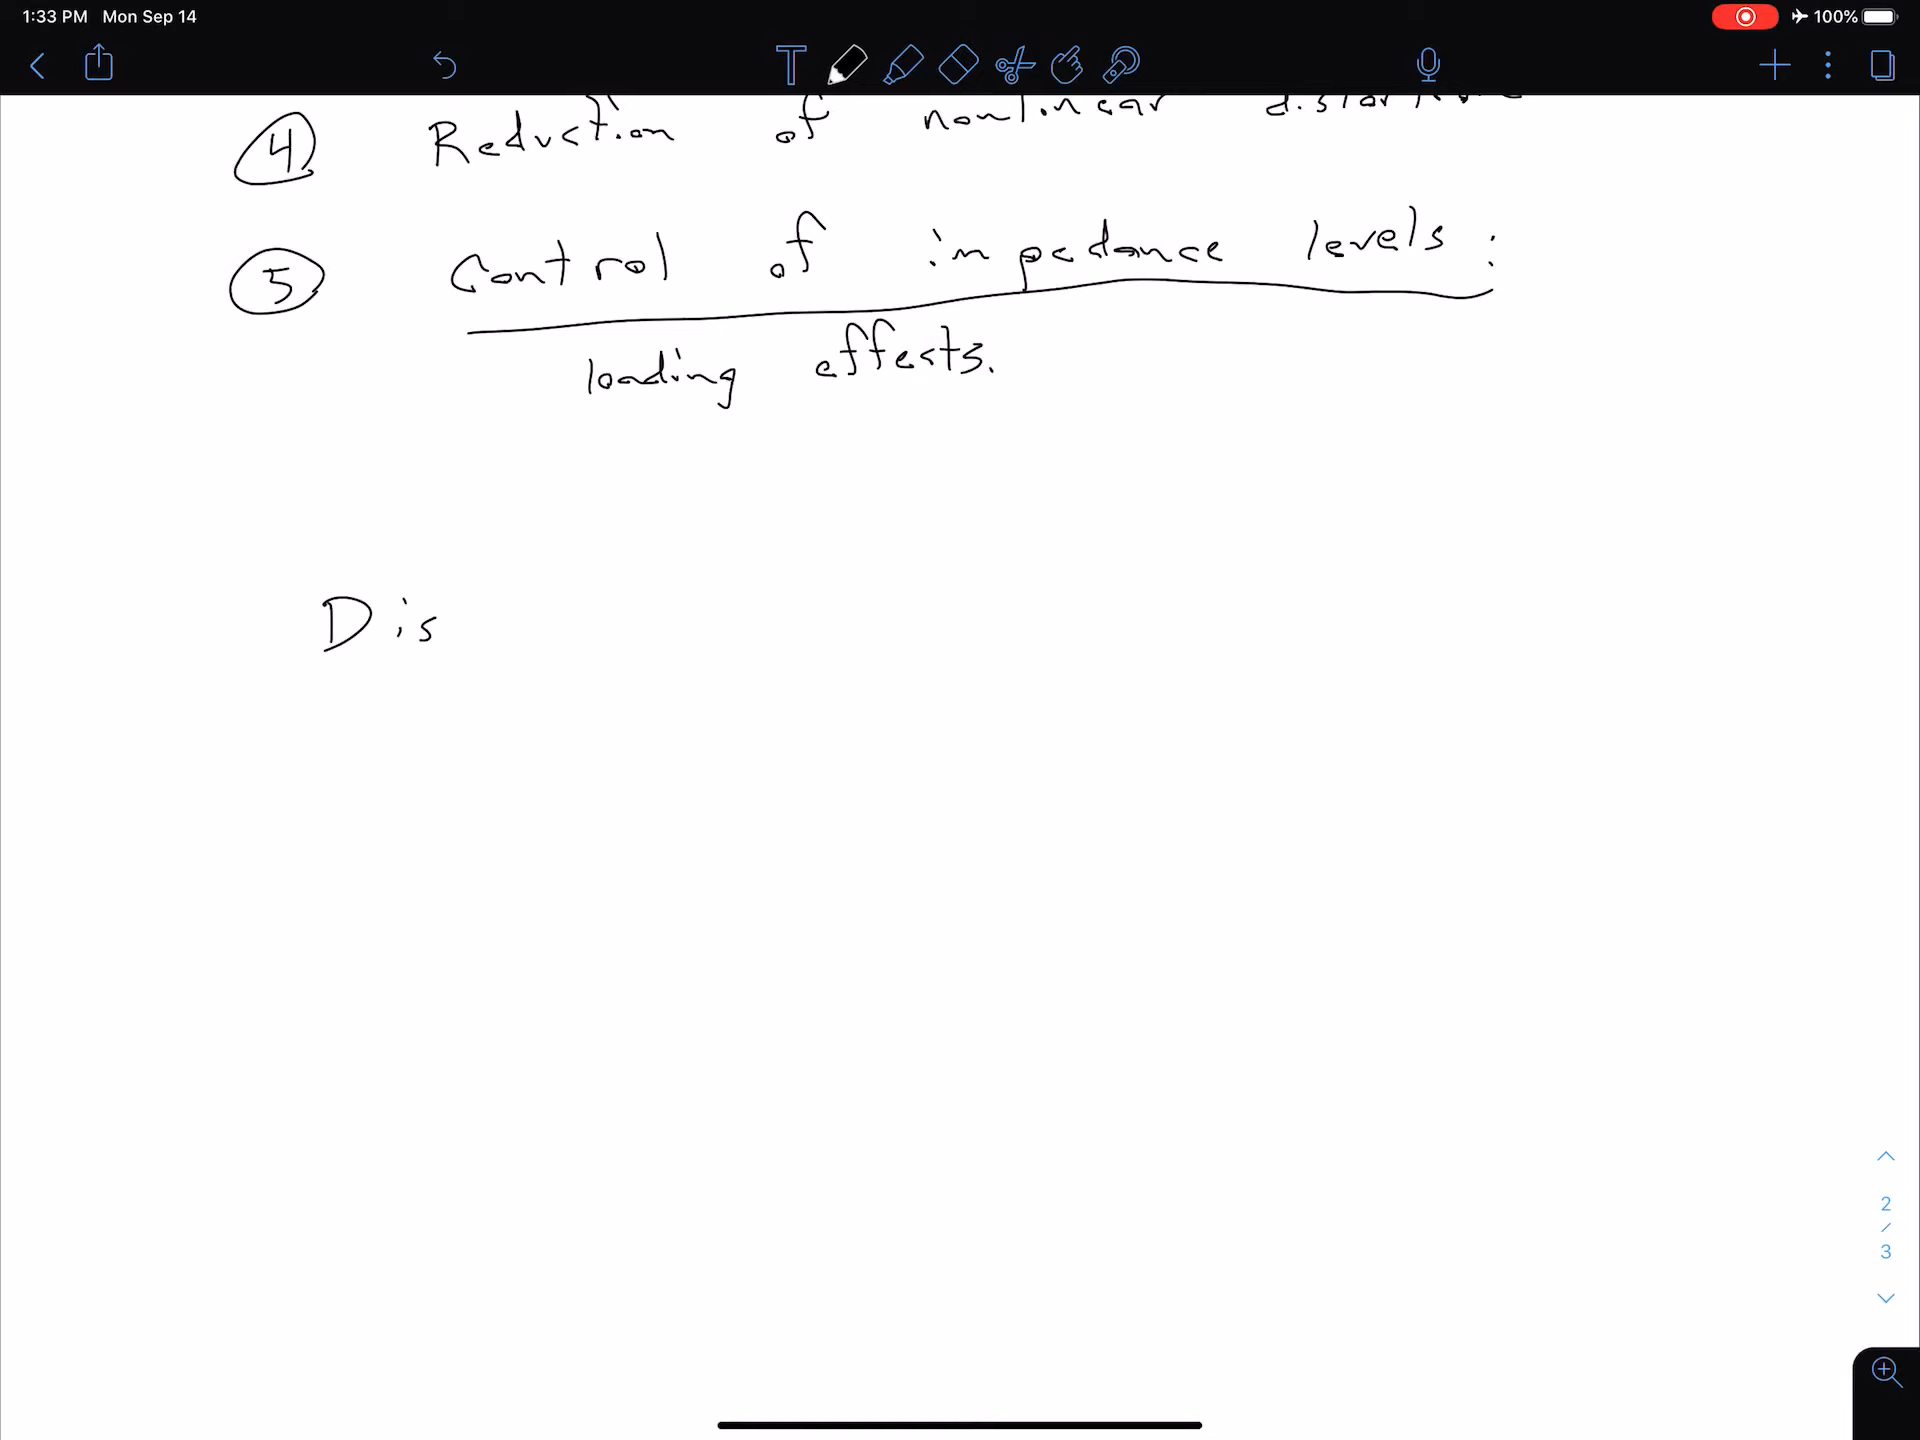 1:33 PM Mon Sep 14
100%
4 Reduction of nonlinear distortion
5 Control of impedance levels:
loading effects.
Dis
2
/
3